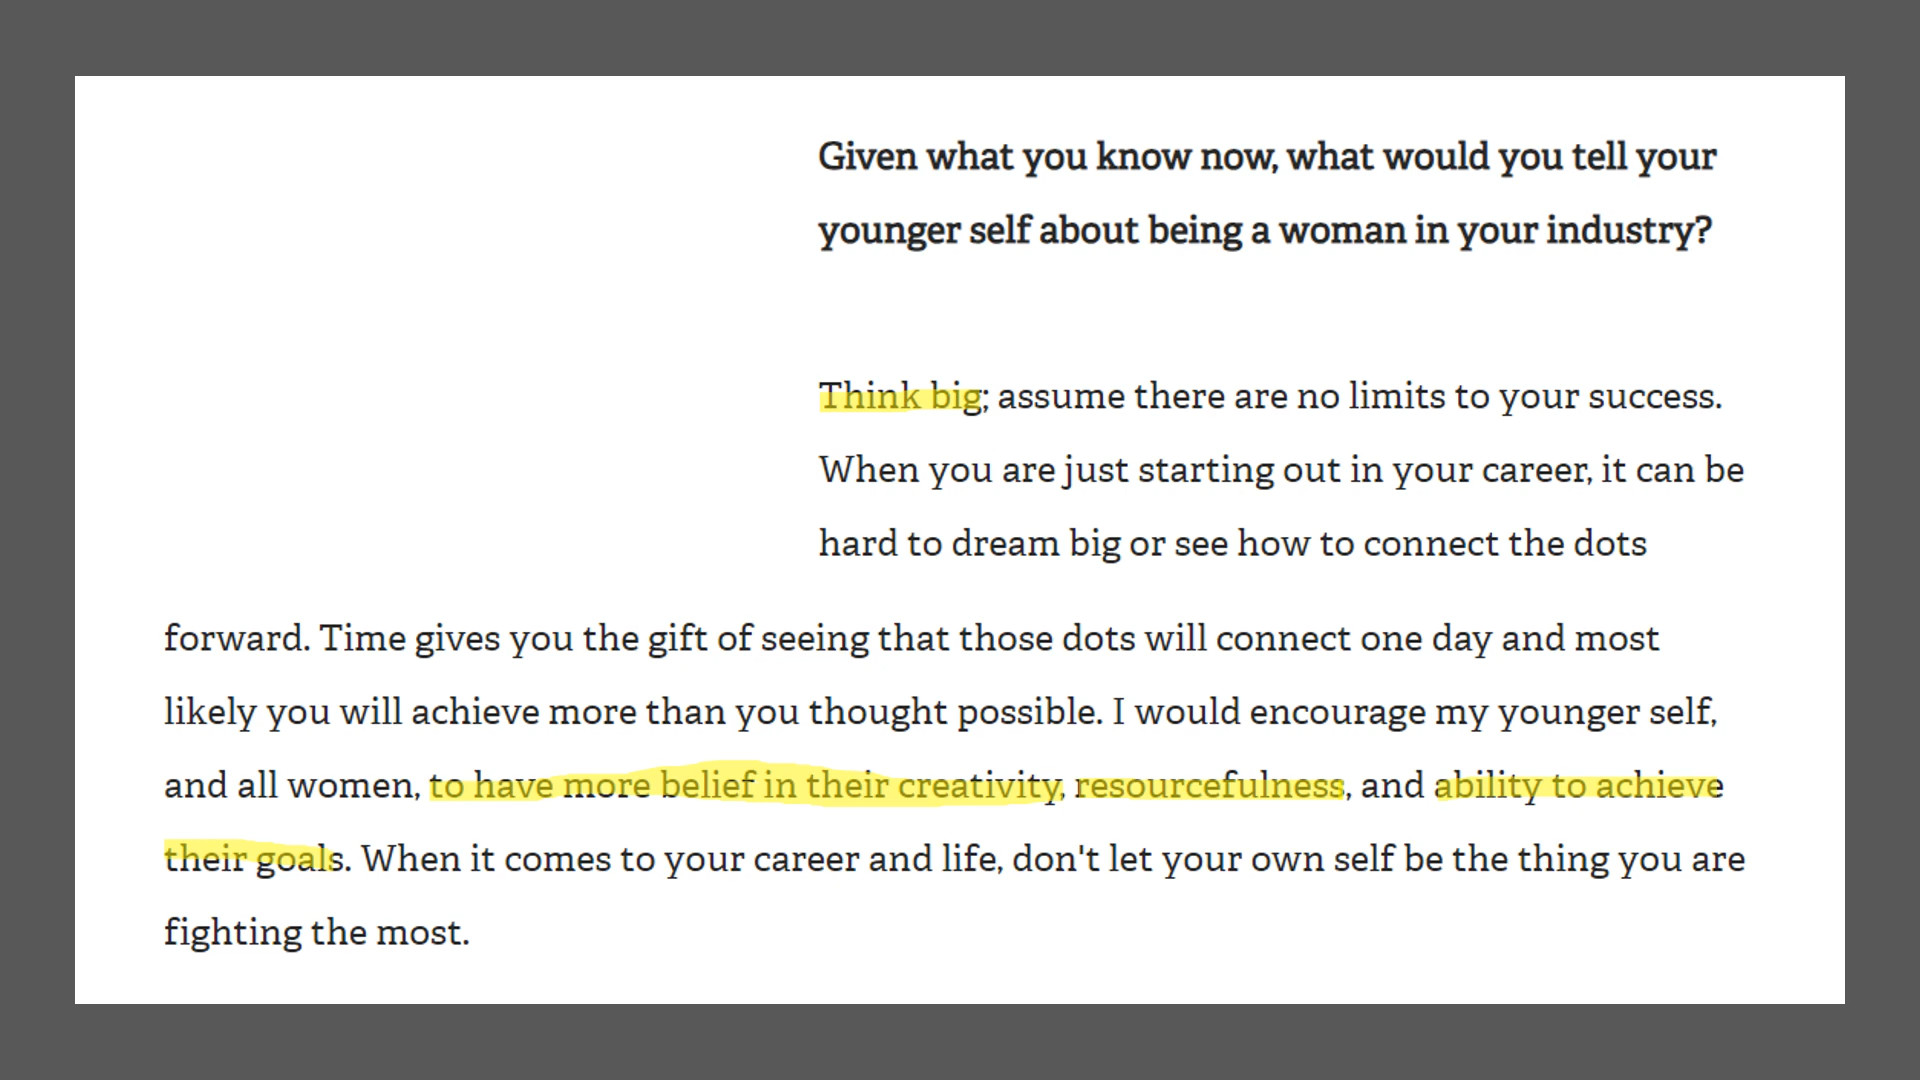 Given what you know now, what would you tell your
younger self about being a woman in your industry?
Think big; assume there are no limits to your success.
When you are just starting out in your career, it can be
hard to dream big or see how to connect the dots
forward. Time gives you the gift of seeing that those dots will connect one day and most
likely you will achieve more than you thought possible. I would encourage my younger self,
and all women, to have more belief in their creativity, resourcefulness, and ability to achieve
their goals. When it comes to your career and life, don't let your own self be the thing you are
fighting the most.